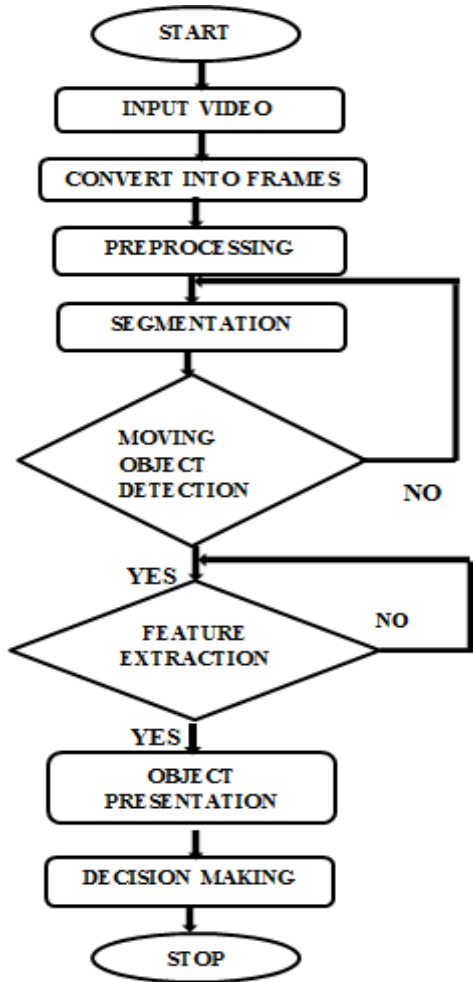 START
INPUT VIDEO
CONVERT INTO FRAMES
PREPROCESSING
SEGMENTATION
MOVING
OBJECT
DETECTION
NO
YES
NO
FEATURE
EXTRACTION
YES
OBJECT
PRESENTATION
DECISION MAKING
STOP